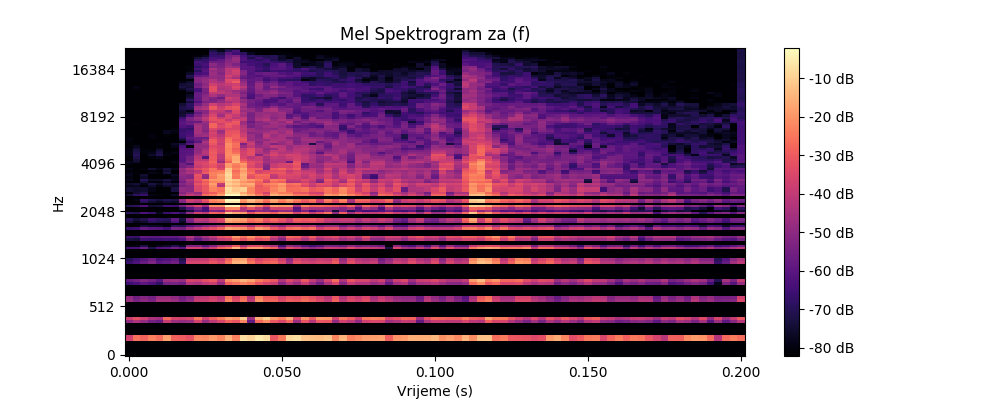 Mel Spektrogram za (f)
Hz
16384
8192
4096
2048
1024
512
0
0.000 0.050 0.100 0.150 0.200
Vrijeme (s)
-10 dB
-20 dB
-30 dB
-40 dB
-50 dB
-60 dB
-70 dB
-80 dB